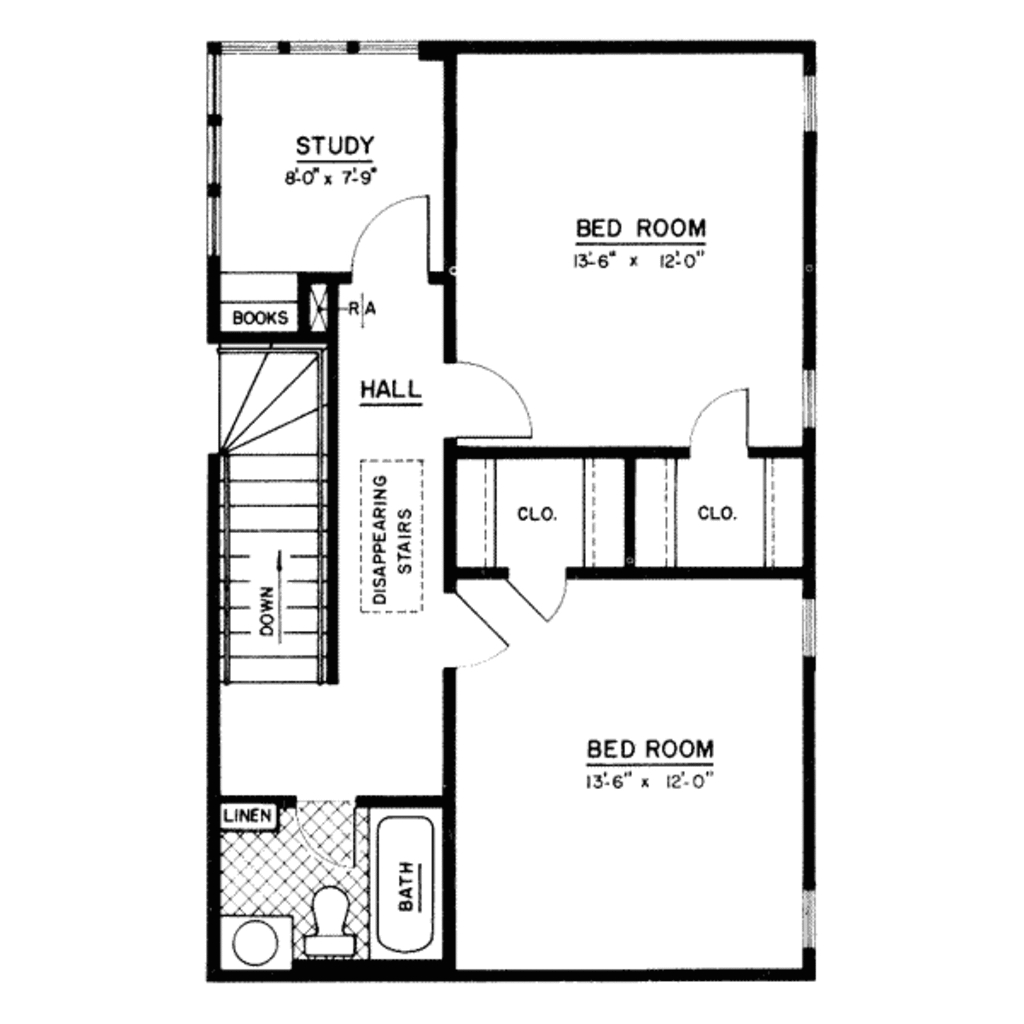 STUDY
8'-0" x 7'-9"
BED ROOM
13'-6" x 12'-0"
BOOKS
R A
HALL
DISAPPEARING
STAIRS
CLO.
CLO.
DOWN
BED ROOM
13'-6" x 12'-0"
LINEN
BATH